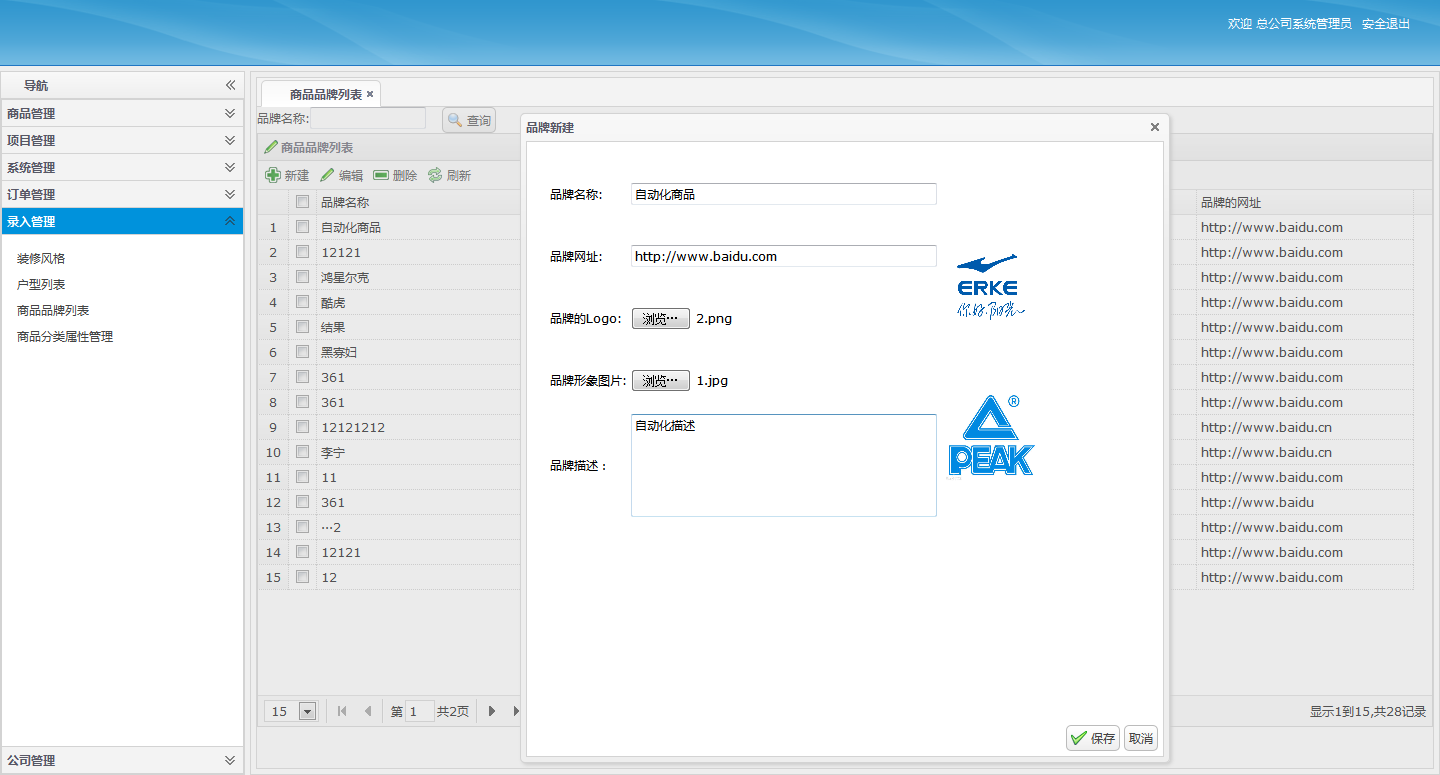 欢迎 总公司系统管理员 安全退出
导航
商品管理
项目管理
系统管理
订单管理
录入管理
装修风格
户型列表
商品品牌列表
商品分类属性管理
公司管理
商品品牌列表
品牌名称: 查询
商品品牌列表
新建 编辑 删除 刷新
品牌名称 品牌的网址
1 自动化商品 http://www.baidu.com
2 12121 http://www.baidu.com
3 鸿星尔克 http://www.baidu.com
4 酷虎 http://www.baidu.com
5 结果 http://www.baidu.com
6 黑寡妇 http://www.baidu.com
7 361 http://www.baidu.com
8 361 http://www.baidu.com
9 12121212 http://www.baidu.cn
10 李宁 http://www.baidu.cn
11 11 http://www.baidu.com
12 361 http://www.baidu
13 …2 http://www.baidu.com
14 12121 http://www.baidu.com
15 12 http://www.baidu.com
15 第 1 共2页 显示1到15,共28记录
品牌新建
品牌名称: 自动化商品
品牌网址: http://www.baidu.com
ERKE
你好,阳光
品牌的Logo: 浏览… 2.png
品牌形象图片: 浏览… 1.jpg
®
PEAK
品牌描述： 自动化描述
保存 取消